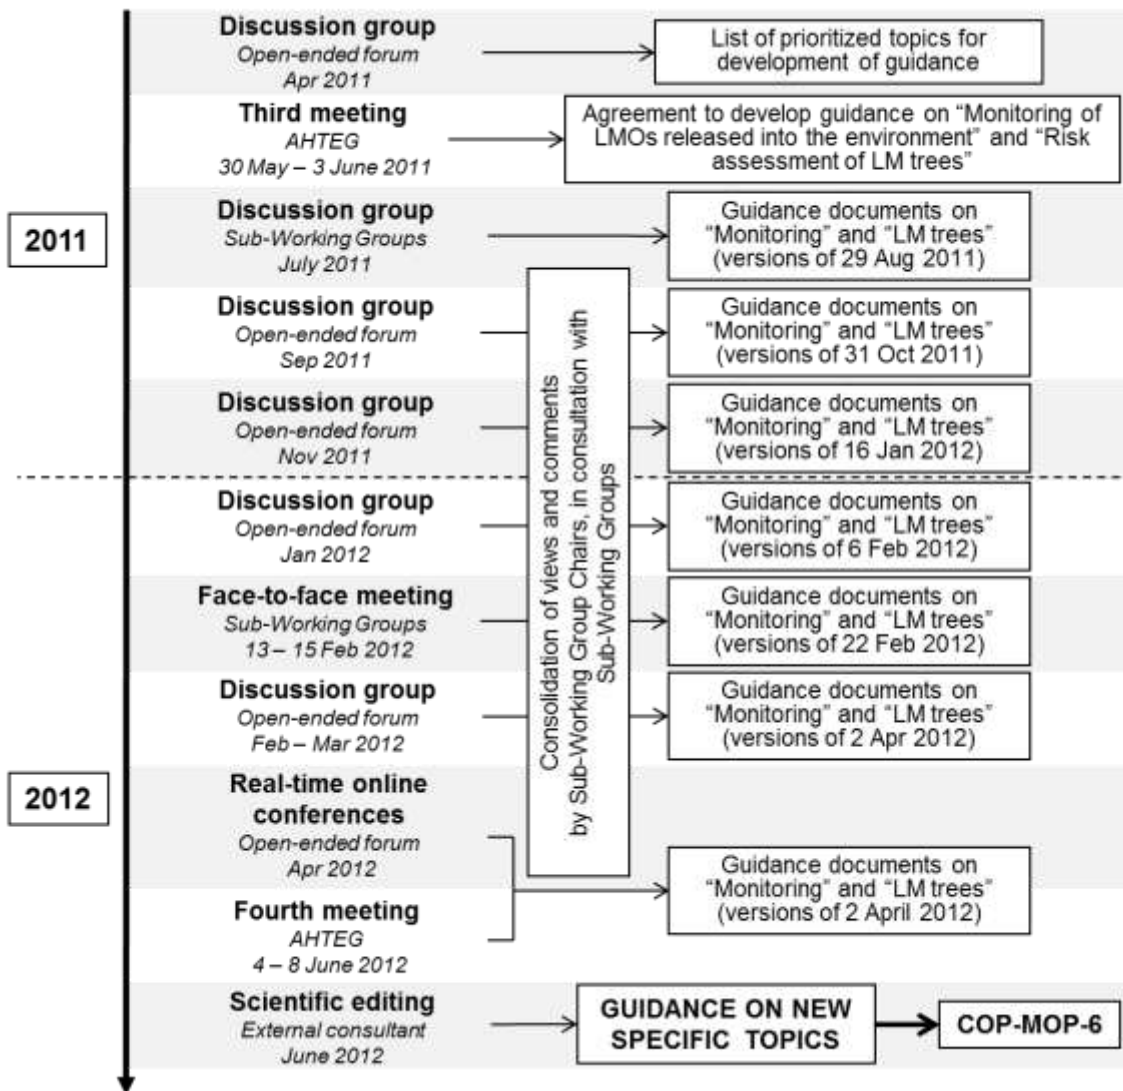 Discussion group
Open-ended forum
Apr 2011
List of prioritized topics for
development of guidance
Third meeting
AHTEG
30 May – 3 June 2011
Agreement to develop guidance on “Monitoring of
LMOs released into the environment” and “Risk
assessment of LM trees”
2011
Discussion group
Sub-Working Groups
July 2011
Guidance documents on
“Monitoring” and “LM trees”
(versions of 29 Aug 2011)
Discussion group
Open-ended forum
Sep 2011
Guidance documents on
“Monitoring” and “LM trees”
(versions of 31 Oct 2011)
Discussion group
Open-ended forum
Nov 2011
Guidance documents on
“Monitoring” and “LM trees”
(versions of 16 Jan 2012)
Consolidation of views and comments
by Sub-Working Group Chairs, in consultation with
Sub-Working Groups
Discussion group
Open-ended forum
Jan 2012
Guidance documents on
“Monitoring” and “LM trees”
(versions of 6 Feb 2012)
Face-to-face meeting
Sub-Working Groups
13 – 15 Feb 2012
Guidance documents on
“Monitoring” and “LM trees”
(versions of 22 Feb 2012)
Discussion group
Open-ended forum
Feb – Mar 2012
Guidance documents on
“Monitoring” and “LM trees”
(versions of 2 Apr 2012)
2012
Real-time online
conferences
Open-ended forum
Apr 2012
Fourth meeting
AHTEG
4 – 8 June 2012
Guidance documents on
“Monitoring” and “LM trees”
(versions of 2 April 2012)
Scientific editing
External consultant
June 2012
GUIDANCE ON NEW
SPECIFIC TOPICS
COP-MOP-6